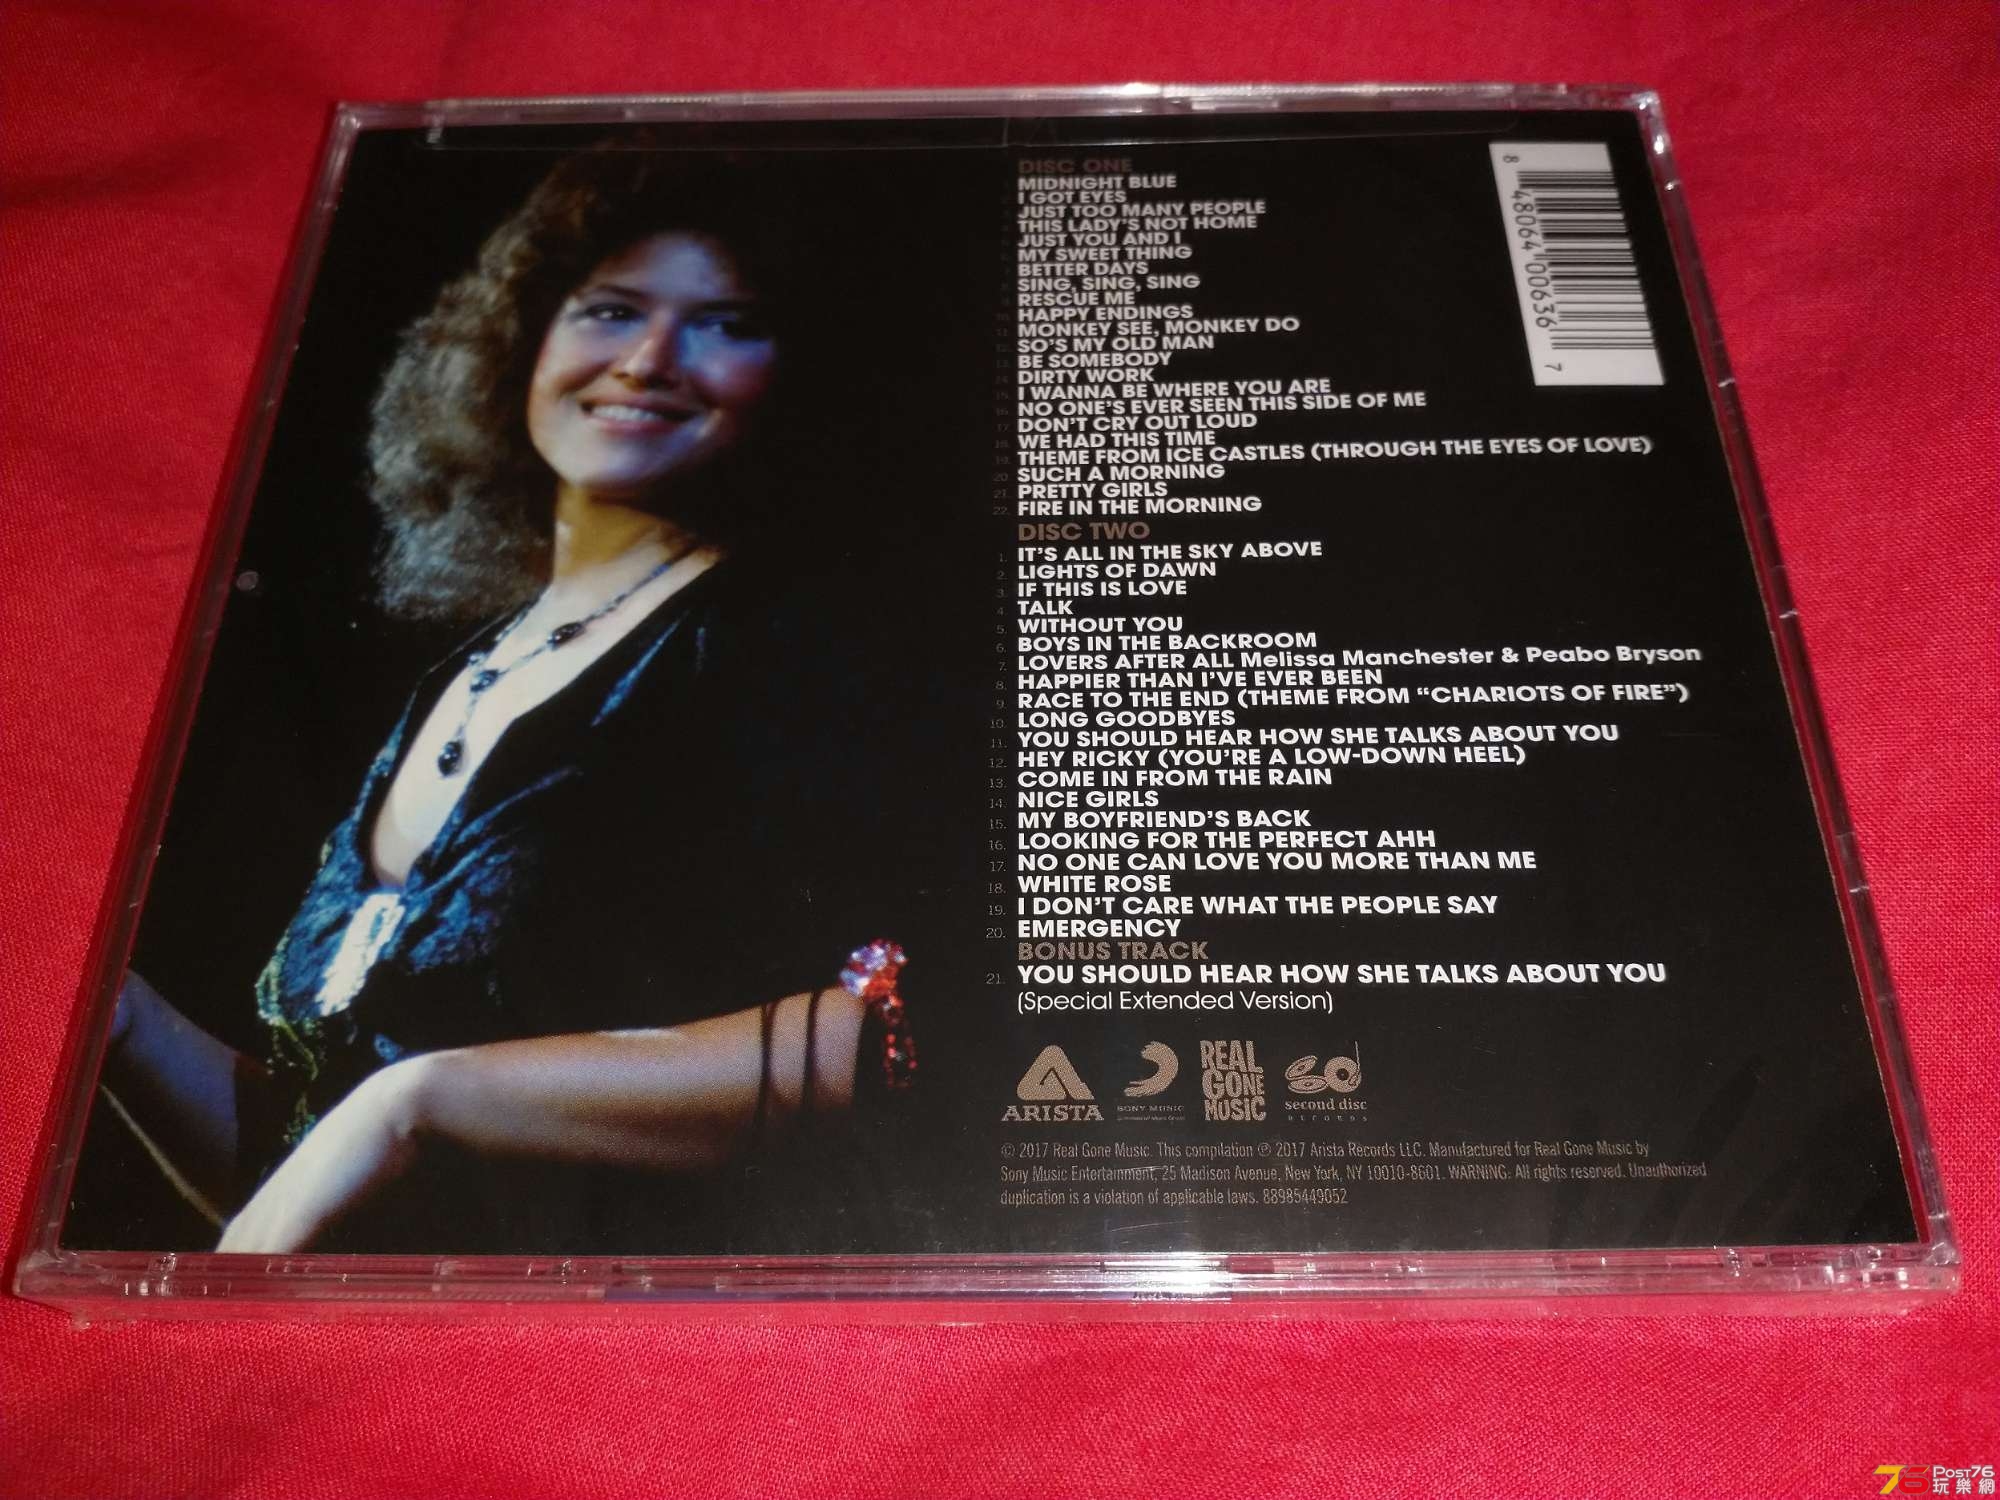 DISC ONE
MIDNIGHT BLUE
I GOT EYES
JUST TOO MANY PEOPLE
THIS LADY'S NOT HOME
JUST YOU AND I
MY SWEET THING
BETTER DAYS
SING, SING, SING
RESCUE ME
10. HAPPY ENDINGS
11. MONKEY SEE, MONKEY DO
12. SO'S MY OLD MAN
13. BE SOMEBODY
14. DIRTY WORK
15. I WANNA BE WHERE YOU ARE
16. NO ONE'S EVER SEEN THIS SIDE OF ME
17. DON'T CRY OUT LOUD
18. WE HAD THIS TIME
19. THEME FROM ICE CASTLES (THROUGH THE EYES OF LOVE)
20. SUCH A MORNING
21. PRETTY GIRLS
22. FIRE IN THE MORNING
DISC TWO
1. IT'S ALL IN THE SKY ABOVE
2. LIGHTS OF DAWN
3. IF THIS IS LOVE
4. TALK
5. WITHOUT YOU
6. BOYS IN THE BACKROOM
7. LOVERS AFTER ALL Melissa Manchester & Peabo Bryson
8. HAPPIER THAN I'VE EVER BEEN
9. RACE TO THE END (THEME FROM “CHARIOTS OF FIRE”)
10. LONG GOODBYES
11. YOU SHOULD HEAR HOW SHE TALKS ABOUT YOU
12. HEY RICKY (YOU'RE A LOW-DOWN HEEL)
13. COME IN FROM THE RAIN
14. NICE GIRLS
15. MY BOYFRIEND'S BACK
16. LOOKING FOR THE PERFECT AHH
17. NO ONE CAN LOVE YOU MORE THAN ME
18. WHITE ROSE
19. I DON'T CARE WHAT THE PEOPLE SAY
20. EMERGENCY
BONUS TRACK
21. YOU SHOULD HEAR HOW SHE TALKS ABOUT YOU
(Special Extended Version)
8 48064 00636 7
ARISTA
SONY MUSIC
REAL
GONE
MUSIC
second disc
RECORDS
© 2017 Real Gone Music. This compilation ℗ 2017 Arista Records LLC. Manufactured for Real Gone Music by
Sony Music Entertainment, 25 Madison Avenue, New York, NY 10010-8601. WARNING: All rights reserved. Unauthorized
duplication is a violation of applicable laws. 88985449052
76 POST76
玩樂網